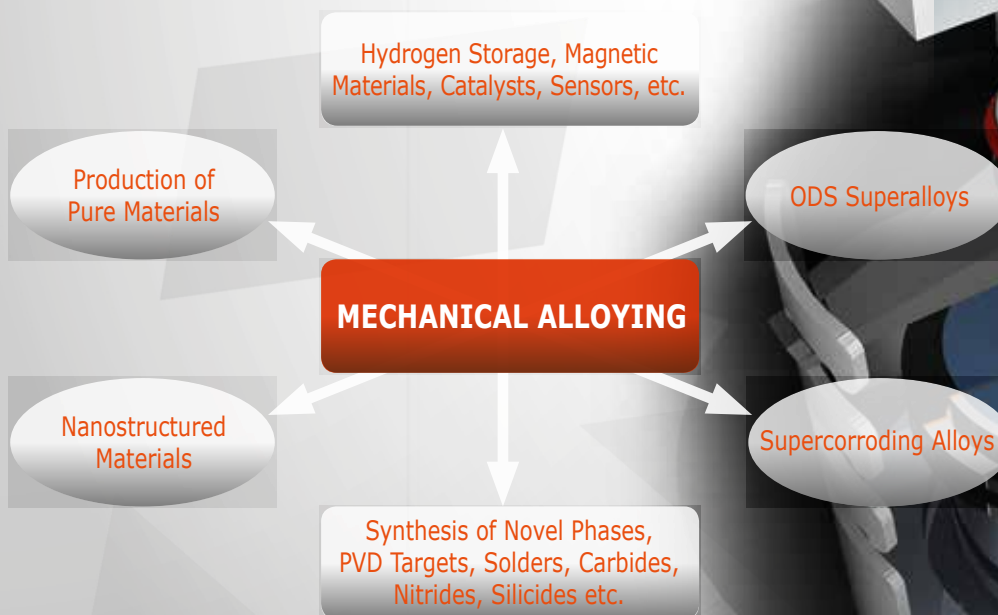 Hydrogen Storage, Magnetic
Materials, Catalysts, Sensors, etc.
Production of
Pure Materials
ODS Superalloys
MECHANICAL ALLOYING
Nanostructured
Materials
Supercorroding Alloys
Synthesis of Novel Phases,
PVD Targets, Solders, Carbides,
Nitrides, Silicides etc.